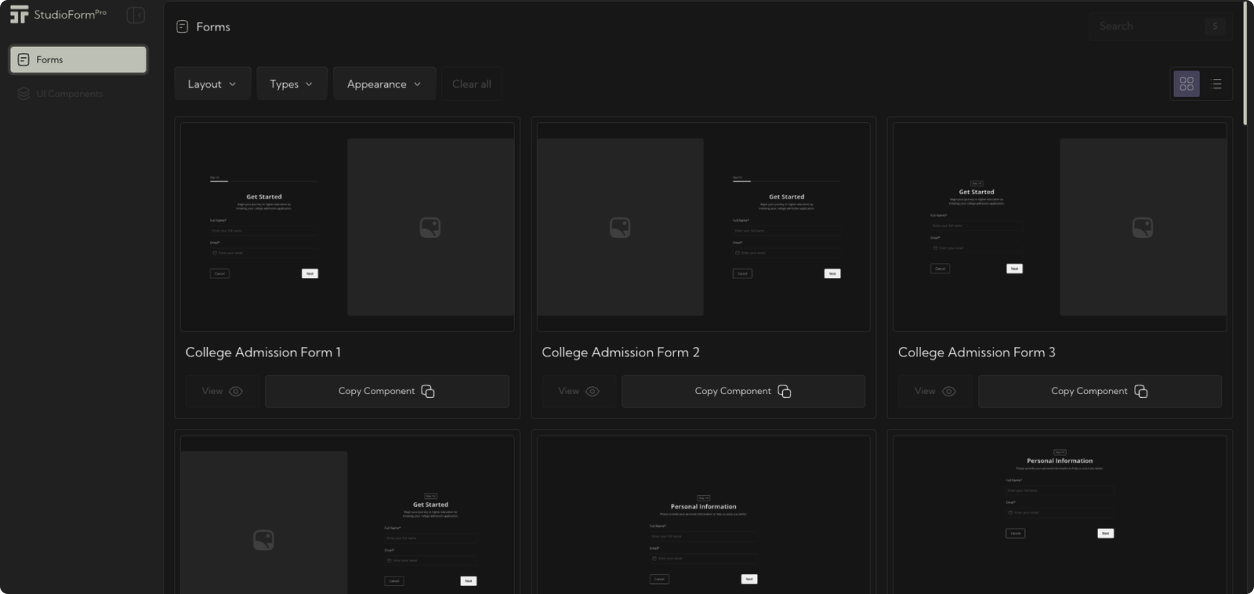 StudioFormPro
Forms
UI Components
Forms
Search
S
Layout
Types
Appearance
Clear all
Get Started
Full Name*
Email*
Cancel
Next
College Admission Form 1
View
Copy Component
Get Started
Full Name*
Email*
Cancel
Next
College Admission Form 2
View
Copy Component
Get Started
Full Name*
Email*
Cancel
Next
College Admission Form 3
View
Copy Component
Get Started
Full Name*
Email*
Cancel
Next
Personal Information
Full Name*
Email*
Cancel
Next
Personal Information
Full Name*
Email*
Cancel
Next